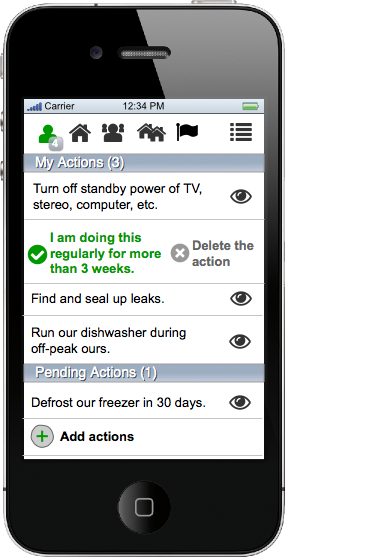 Carrier 12:34 PM
4
My Actions (3)
Turn off standby power of TV,
stereo, computer, etc.
I am doing this
regularly for more
than 3 weeks.
Delete the
action
Find and seal up leaks.
Run our dishwasher during
off-peak ours.
Pending Actions (1)
Defrost our freezer in 30 days.
Add actions